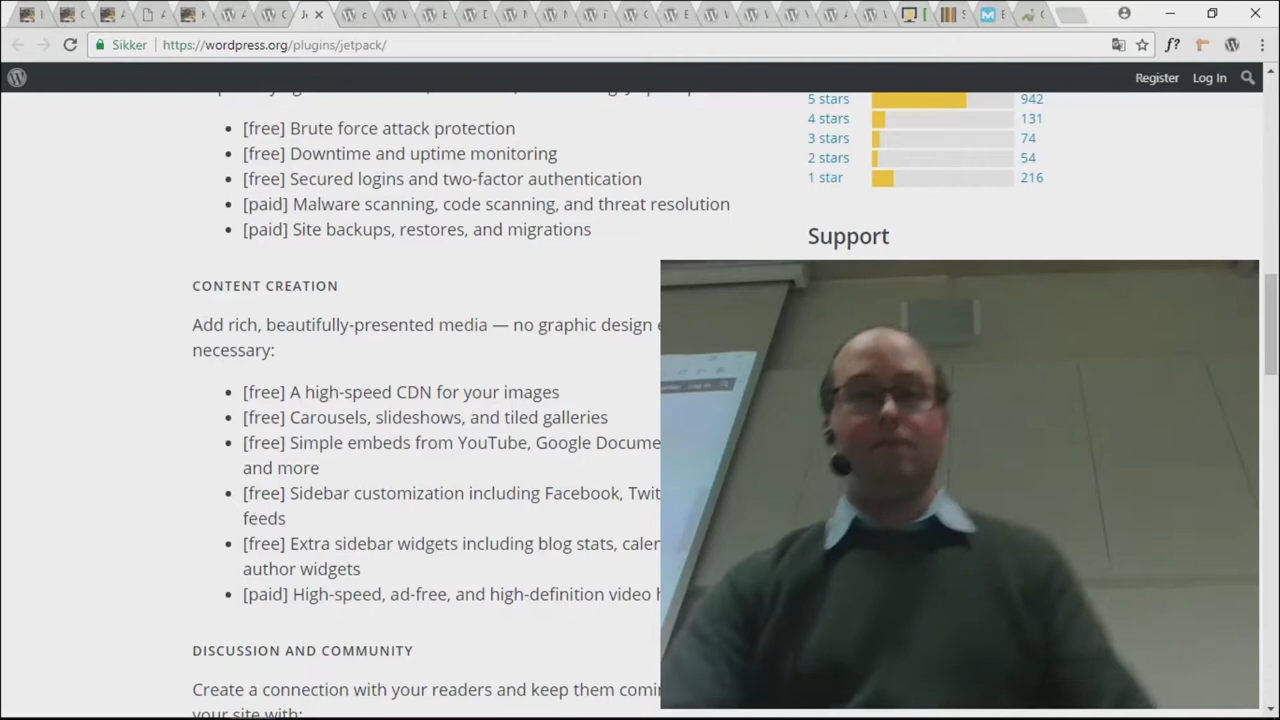 Sikker
https://wordpress.org/plugins/jetpack/
Register Log In
[free] Brute force attack protection
[free] Downtime and uptime monitoring
[free] Secured logins and two-factor authentication
[paid] Malware scanning, code scanning, and threat resolution
[paid] Site backups, restores, and migrations
CONTENT CREATION
Add rich, beautifully-presented media — no graphic design
necessary:
[free] A high-speed CDN for your images
[free] Carousels, slideshows, and tiled galleries
[free] Simple embeds from YouTube, Google Docume
and more
[free] Sidebar customization including Facebook, Twit
feeds
[free] Extra sidebar widgets including blog stats, calen
author widgets
[paid] High-speed, ad-free, and high-definition video
DISCUSSION AND COMMUNITY
Create a connection with your readers and keep them comin
your site with:
5 stars 942
4 stars 131
3 stars 74
2 stars 54
1 star 216
Support